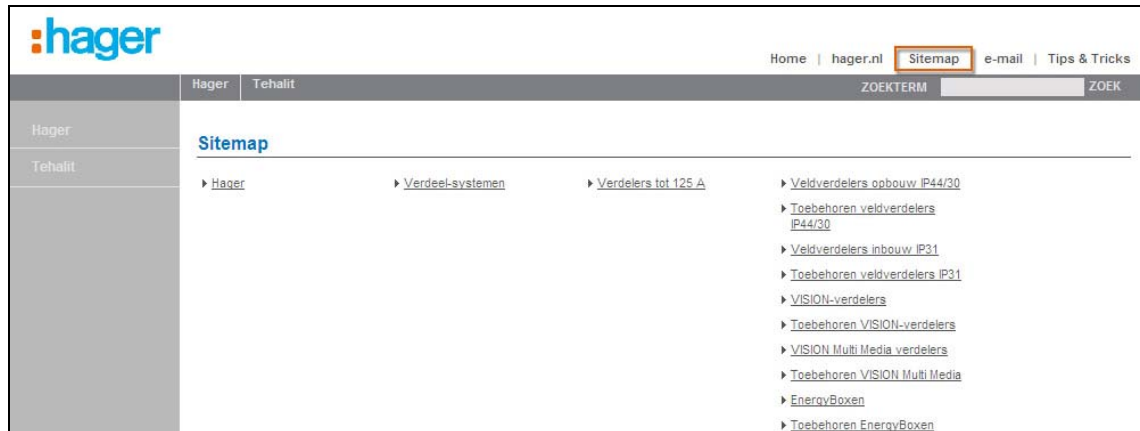 :hager
Home | hager.nl Sitemap e-mail | Tips & Tricks
Hager Tehalit ZOEKTERM ZOEK
Hager
Tehalit
Sitemap
Hager
Verdeel-systemen
Verdelers tot 125 A
Veldverdelers opbouw IP44/30
Toebehoren veldverdelers
IP44/30
Veldverdelers inbouw IP31
Toebehoren veldverdelers IP31
VISION-verdelers
Toebehoren VISION-verdelers
VISION Multi Media verdelers
Toebehoren VISION Multi Media
EnergyBoxen
Toebehoren EnergyBoxen